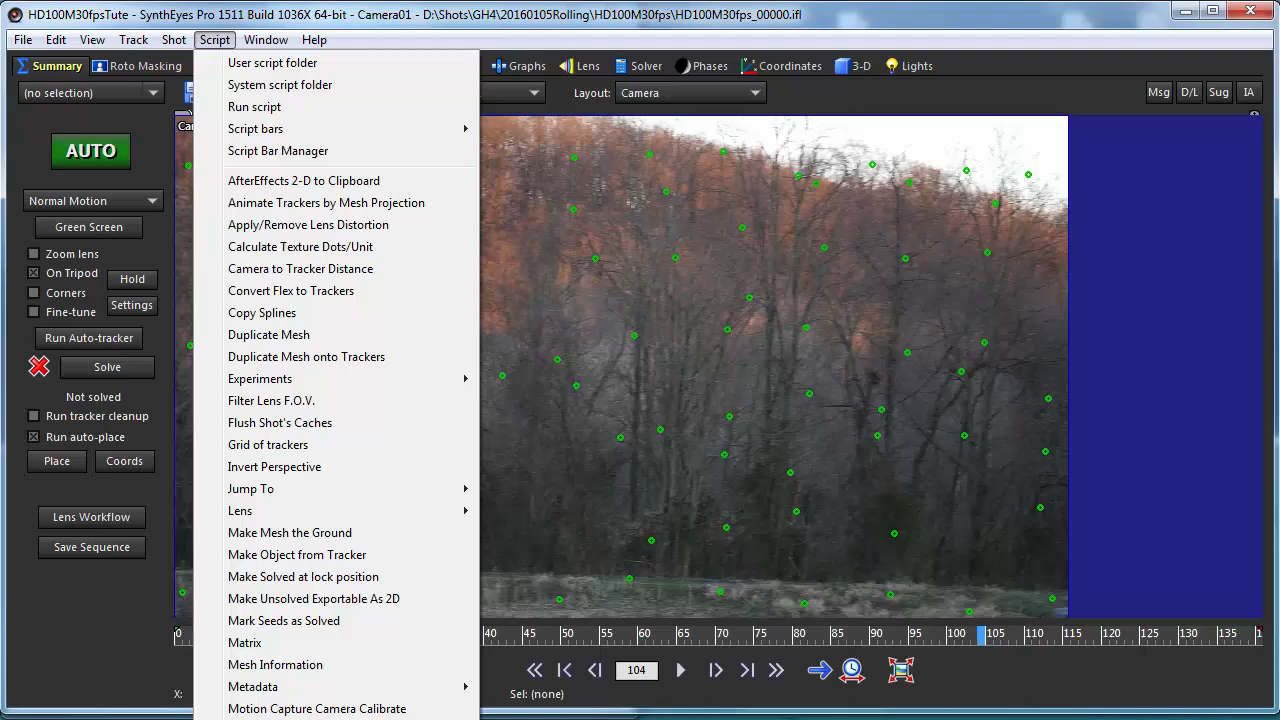 HD100M30fpsTute - SynthEyes Pro 1511 Build 1036X 64-bit - Camera01 - D:\Shots\GH4\20160105Rolling\HD100M30fps\HD100M30fps_00000.ifl
File Edit View Track Shot Script Window Help
Summary Roto Masking Graphs Lens Solver Phases Coordinates 3-D Lights
(no selection) Layout: Camera Msg D/L Sug IA
AUTO
Normal Motion
Green Screen
Zoom lens
On Tripod Hold
Corners
Fine-tune Settings
Run Auto-tracker
Solve
Not solved
Run tracker cleanup
Run auto-place
Place Coords
Lens Workflow
Save Sequence
User script folder
System script folder
Run script
Script bars
Script Bar Manager
AfterEffects 2-D to Clipboard
Animate Trackers by Mesh Projection
Apply/Remove Lens Distortion
Calculate Texture Dots/Unit
Camera to Tracker Distance
Convert Flex to Trackers
Copy Splines
Duplicate Mesh
Duplicate Mesh onto Trackers
Experiments
Filter Lens F.O.V.
Flush Shot's Caches
Grid of trackers
Invert Perspective
Jump To
Lens
Make Mesh the Ground
Make Object from Tracker
Make Solved at lock position
Make Unsolved Exportable As 2D
Mark Seeds as Solved
Matrix
Mesh Information
Metadata
Motion Capture Camera Calibrate
0 40 45 50 55 60 65 70 75 80 85 90 95 100 105 110 115 120 125 130 135
104
X: Sel: (none)